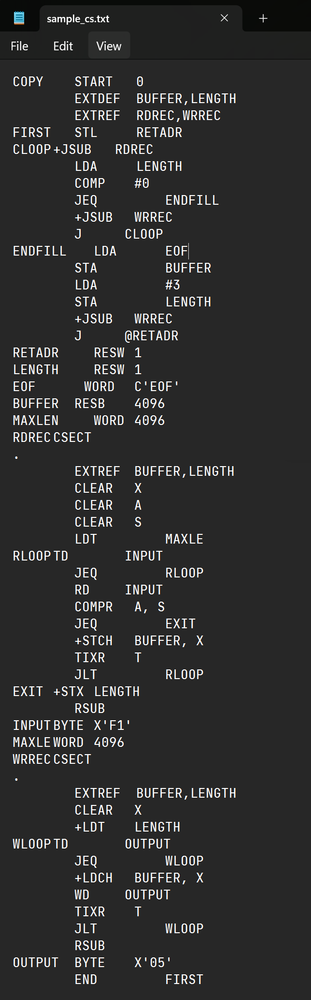 sample_cs.txt
File Edit View
COPY START 0
EXTDEF BUFFER,LENGTH
EXTREF RDREC,WRREC
FIRST STL RETADR
CLOOP +JSUB RDREC
LDA LENGTH
COMP #0
JEQ ENDFILL
+JSUB WRREC
J CLOOP
ENDFILL LDA EOF
STA BUFFER
LDA #3
STA LENGTH
+JSUB WRREC
J @RETADR
RETADR RESW 1
LENGTH RESW 1
EOF WORD C'EOF'
BUFFER RESB 4096
MAXLEN WORD 4096
RDREC CSECT
.
EXTREF BUFFER,LENGTH
CLEAR X
CLEAR A
CLEAR S
LDT MAXLE
RLOOP TD INPUT
JEQ RLOOP
RD INPUT
COMPR A, S
JEQ EXIT
+STCH BUFFER, X
TIXR T
JLT RLOOP
EXIT +STX LENGTH
RSUB
INPUT BYTE X'F1'
MAXLE WORD 4096
WRREC CSECT
.
EXTREF BUFFER,LENGTH
CLEAR X
+LDT LENGTH
WLOOP TD OUTPUT
JEQ WLOOP
+LDCH BUFFER, X
WD OUTPUT
TIXR T
JLT WLOOP
RSUB
OUTPUT BYTE X'05'
END FIRST